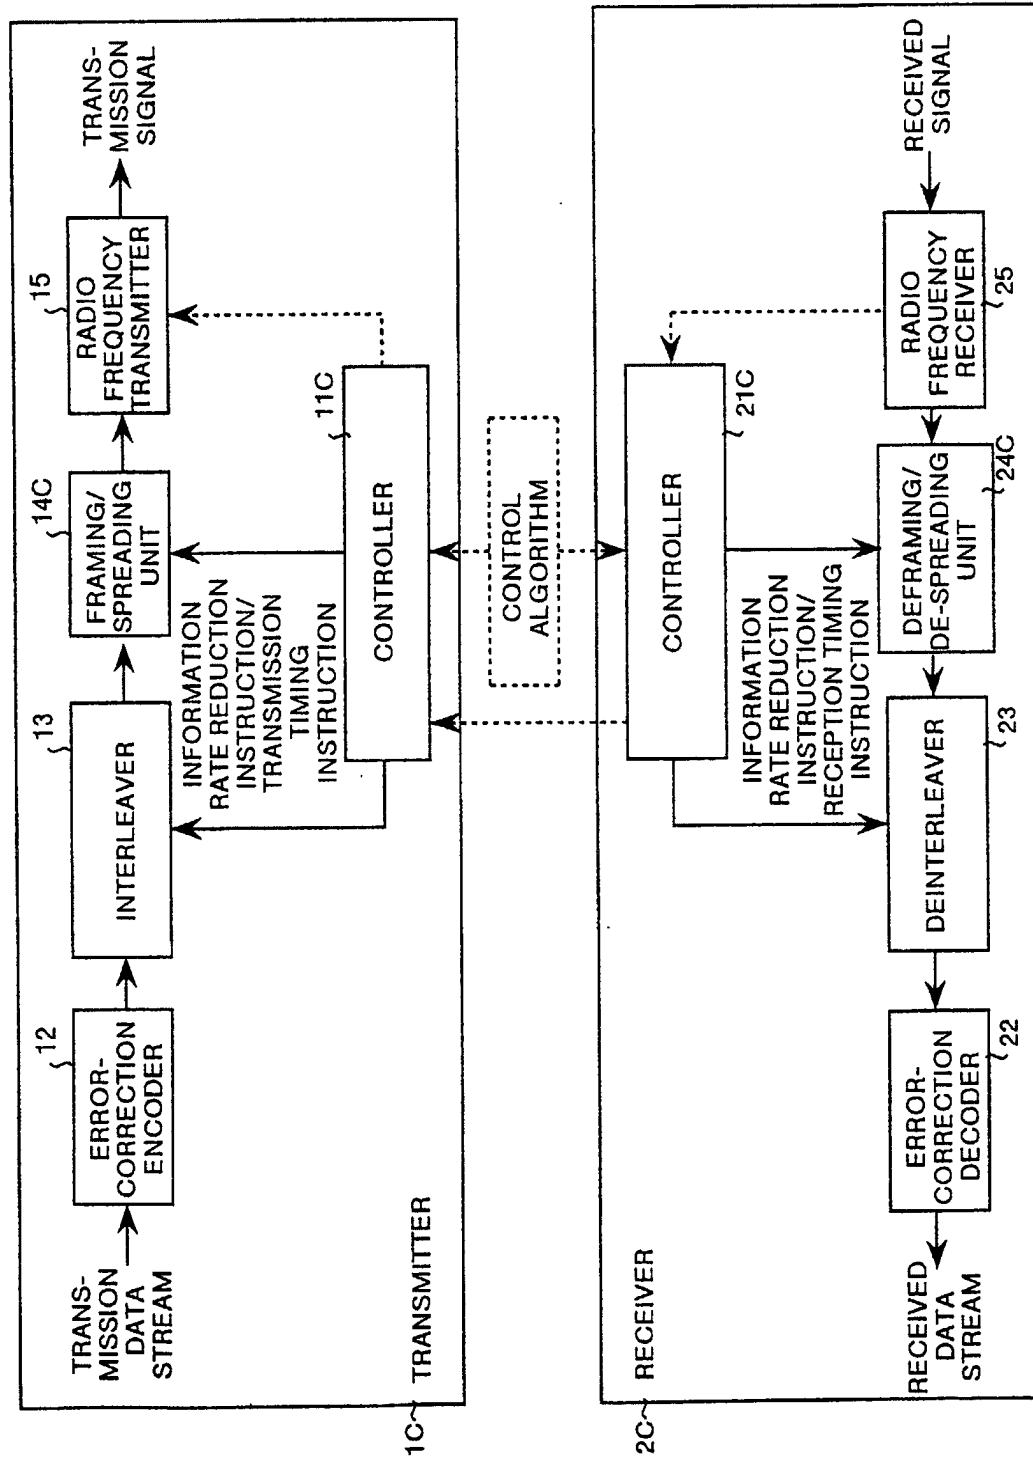 TRANS-
MISSION
DATA
STREAM
12
ERROR-
CORRECTION
ENCODER
13
INTERLEAVER
14C
FRAMING/
SPREADING
UNIT
15
RADIO
FREQUENCY
TRANSMITTER
TRANS-
MISSION
SIGNAL
INFORMATION
RATE REDUCTION
INSTRUCTION/
TRANSMISSION
TIMING
INSTRUCTION
11C
CONTROLLER
1C
TRANSMITTER
CONTROL
ALGORITHM
2C
RECEIVER
CONTROLLER
21C
INFORMATION
RATE REDUCTION
INSTRUCTION/
RECEPTION TIMING
INSTRUCTION
RECEIVED
DATA
STREAM
ERROR-
CORRECTION
DECODER
22
DEINTERLEAVER
23
DEFRAMING/
DE-SPREADING
UNIT
24C
RADIO
FREQUENCY
RECEIVER
25
RECEIVED
SIGNAL